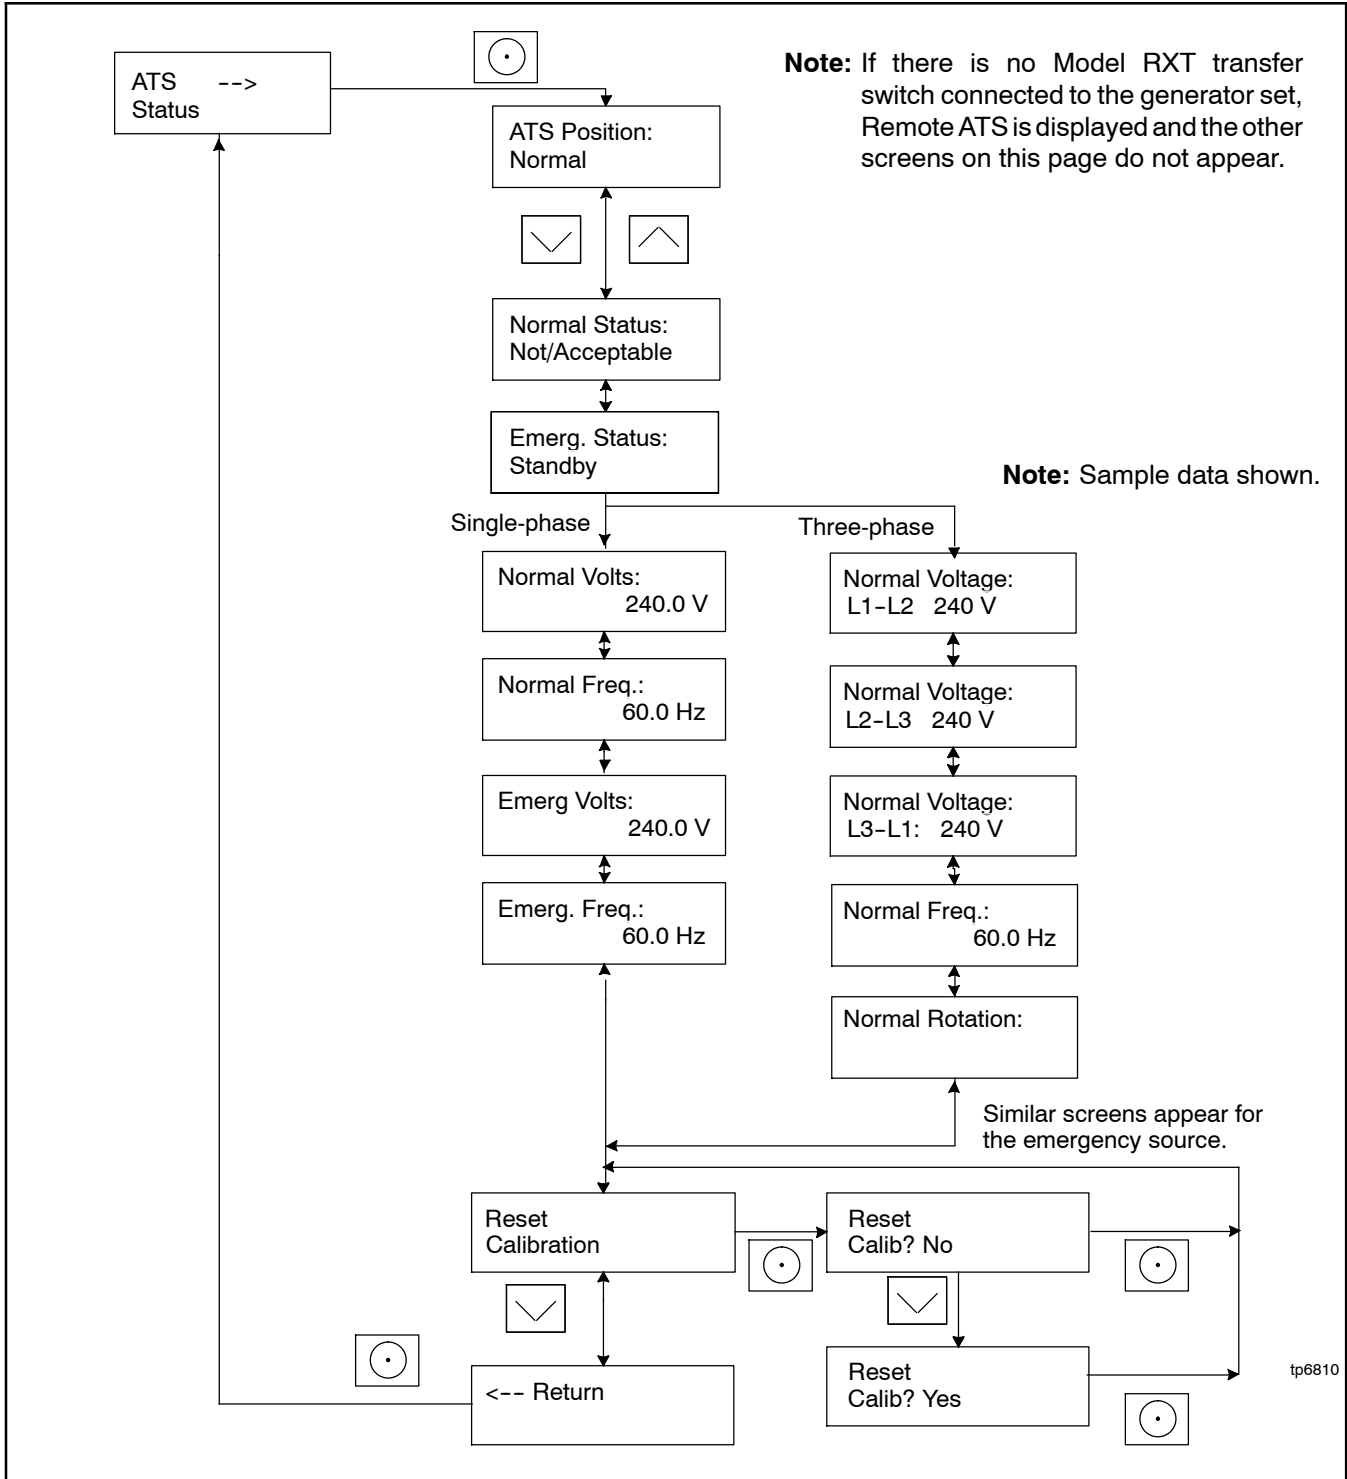 ATS -->
Status
Note: If there is no Model RXT transfer
switch connected to the generator set,
Remote ATS is displayed and the other
screens on this page do not appear.
ATS Position:
Normal
Normal Status:
Not/Acceptable
Emerg. Status:
Standby
Note: Sample data shown.
Single-phase
Three-phase
Normal Volts:
240.0 V
Normal Freq.:
60.0 Hz
Emerg Volts:
240.0 V
Emerg. Freq.:
60.0 Hz
Normal Voltage:
L1-L2 240 V
Normal Voltage:
L2-L3 240 V
Normal Voltage:
L3-L1: 240 V
Normal Freq.:
60.0 Hz
Normal Rotation:
Similar screens appear for
the emergency source.
Reset
Calibration
Reset
Calib? No
<-- Return
Reset
Calib? Yes
tp6810